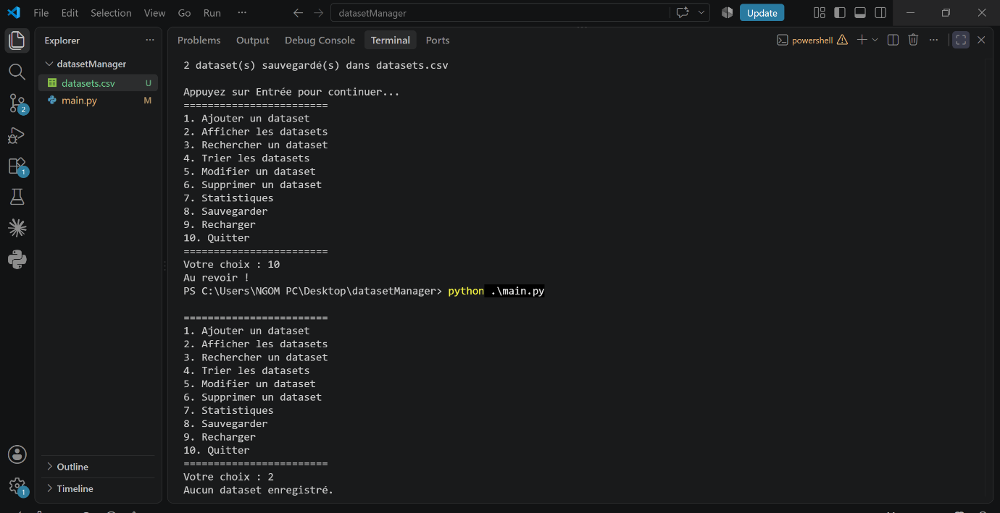 File Edit Selection View Go Run ··· datasetManager Update
Explorer ···
datasetManager
datasets.csv U
main.py M
2
1
Outline
Timeline
1
Problems Output Debug Console Terminal Ports powershell
2 dataset(s) sauvegardé(s) dans datasets.csv
Appuyez sur Entrée pour continuer...
========================
1. Ajouter un dataset
2. Afficher les datasets
3. Rechercher un dataset
4. Trier les datasets
5. Modifier un dataset
6. Supprimer un dataset
7. Statistiques
8. Sauvegarder
9. Recharger
10. Quitter
========================
Votre choix : 10
Au revoir !
PS C:\Users\NGOM PC\Desktop\datasetManager> python .\main.py
========================
1. Ajouter un dataset
2. Afficher les datasets
3. Rechercher un dataset
4. Trier les datasets
5. Modifier un dataset
6. Supprimer un dataset
7. Statistiques
8. Sauvegarder
9. Recharger
10. Quitter
========================
Votre choix : 2
Aucun dataset enregistré.